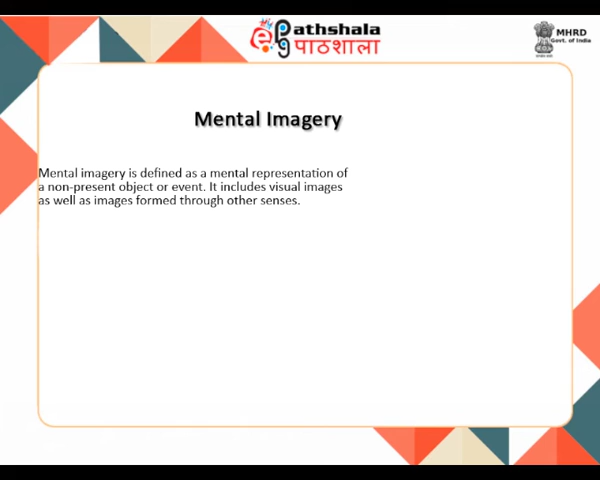 Pathshala
पाठशाला
MHRD
Govt. of India
Mental Imagery
Mental imagery is defined as a mental representation of
a non-present object or event. It includes visual images
as well as images formed through other senses.